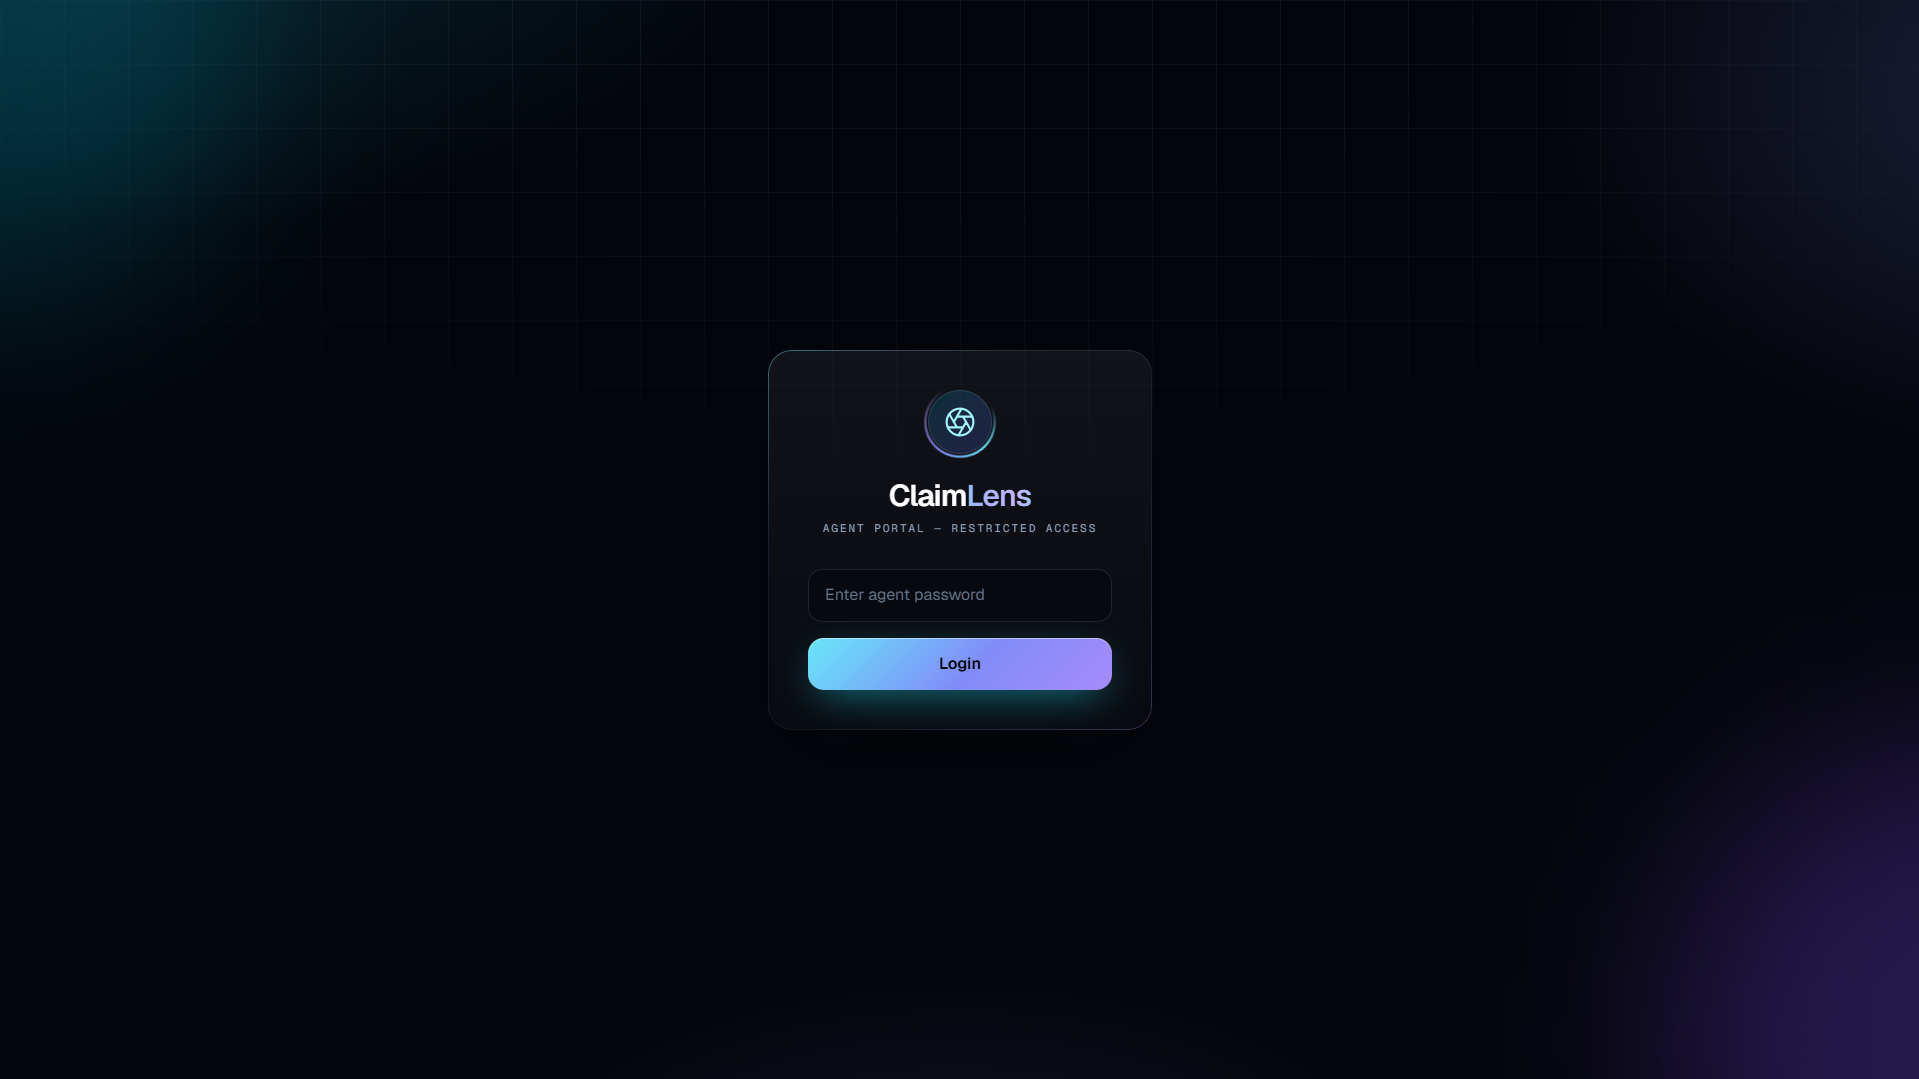 ClaimLens
AGENT PORTAL — RESTRICTED ACCESS
Enter agent password
Login